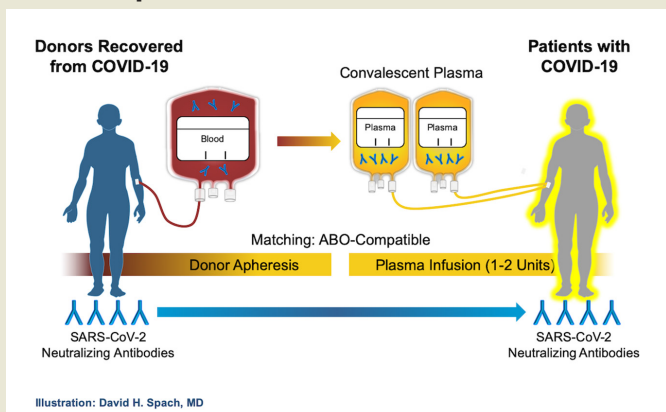 Donors Recovered
from COVID-19
Patients with
COVID-19
Convalescent Plasma
Blood
Plasma
Plasma
Matching: ABO-Compatible
Donor Apheresis
Plasma Infusion (1-2 Units)
SARS-CoV-2
Neutralizing Antibodies
SARS-CoV-2
Neutralizing Antibodies
Illustration: David H. Spach, MD